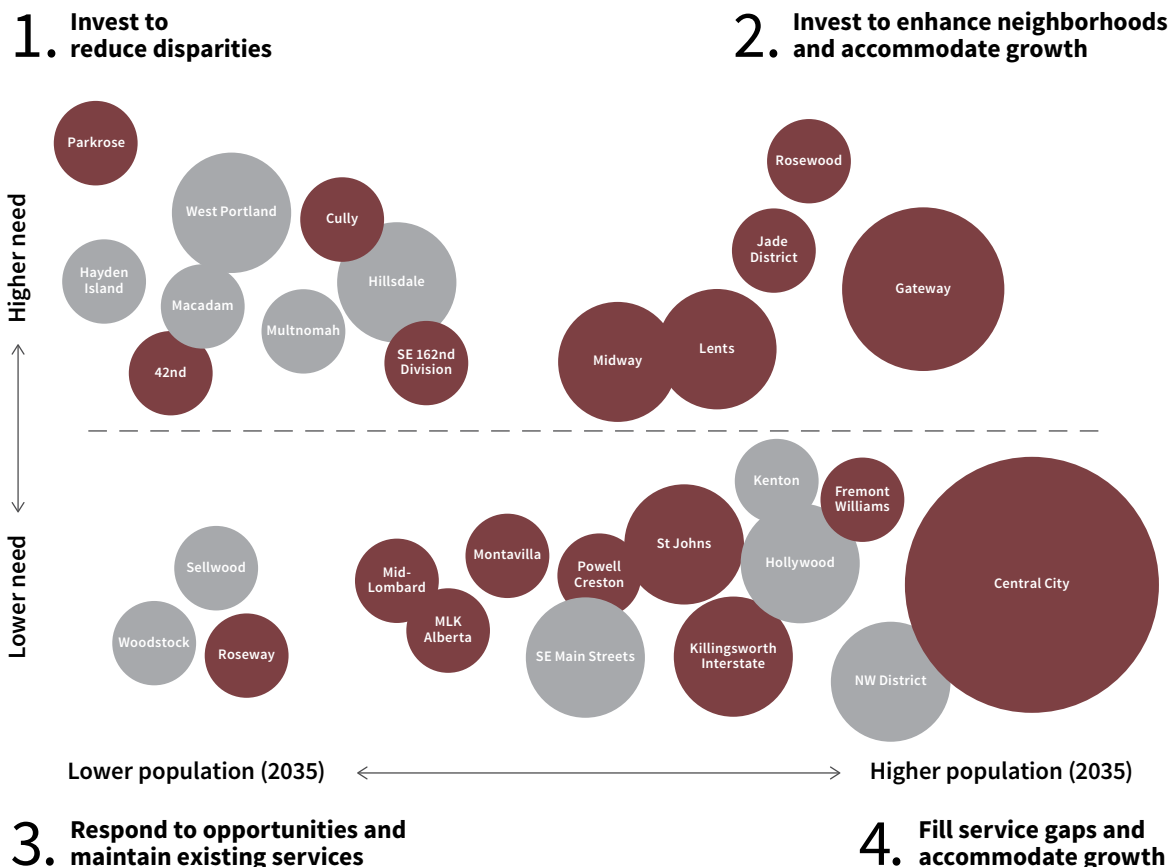 1. Invest to
reduce disparities
2. Invest to enhance neighborhoods
and accommodate growth
Higher need
Lower need
Parkrose
West Portland
Cully
Hayden
Island
Macadam
Hillsdale
Multnomah
42nd
SE 162nd
Division
Rosewood
Jade
District
Gateway
Midway
Lents
Sellwood
Woodstock
Roseway
Mid-
Lombard
MLK
Alberta
Montavilla
Powell
Creston
St Johns
SE Main Streets
Killingsworth
Interstate
Kenton
Fremont
Williams
Hollywood
NW District
Central City
Lower population (2035)
Higher population (2035)
3. Respond to opportunities and
maintain existing services
4. Fill service gaps and
accommodate growth